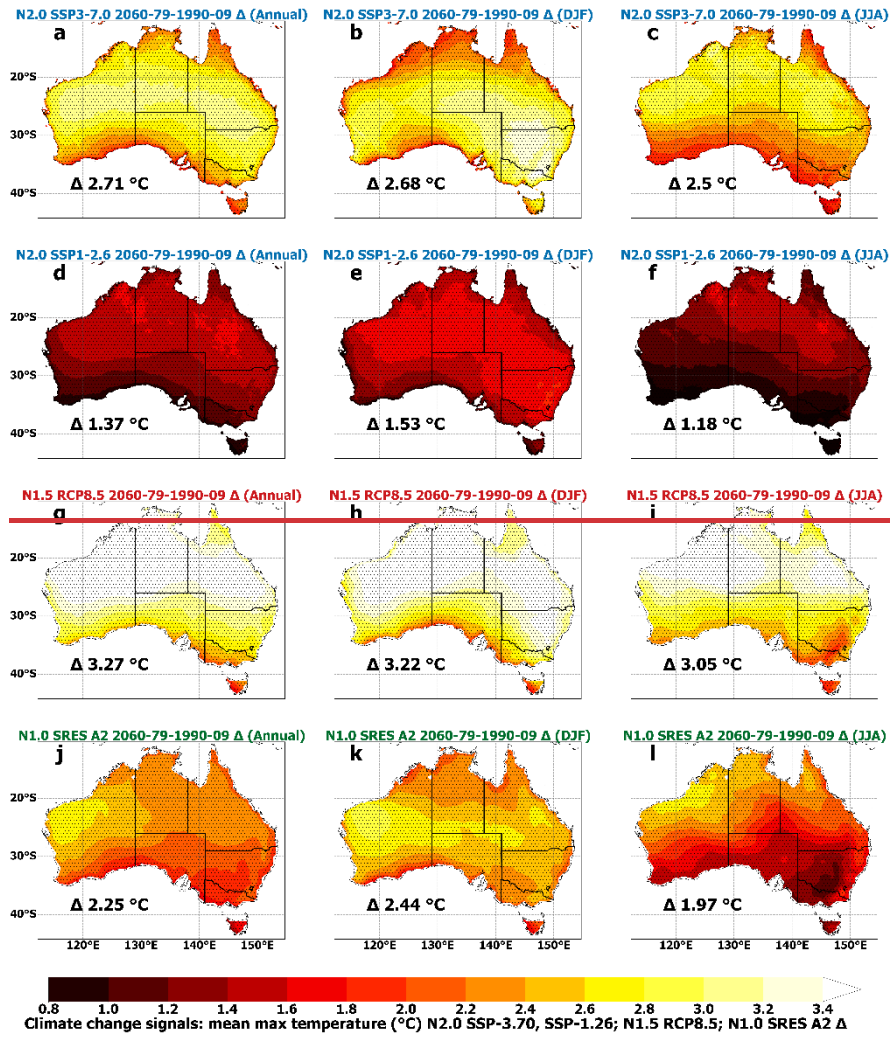 N2.0 SSP3-7.0 2060-79-1990-09 Δ (Annual) N2.0 SSP3-7.0 2060-79-1990-09 Δ (DJF) N2.0 SSP3-7.0 2060-79-1990-09 Δ (JJA)
a b c
20°S
30°S
40°S
Δ 2.71 °C Δ 2.68 °C Δ 2.5 °C
N2.0 SSP1-2.6 2060-79-1990-09 Δ (Annual) N2.0 SSP1-2.6 2060-79-1990-09 Δ (DJF) N2.0 SSP1-2.6 2060-79-1990-09 Δ (JJA)
d e f
20°S
30°S
Δ 1.37 °C Δ 1.53 °C Δ 1.18 °C
40°S
N1.5 RCP8.5 2060-79-1990-09 Δ (Annual) N1.5 RCP8.5 2060-79-1990-09 Δ (DJF) N1.5 RCP8.5 2060-79-1990-09 Δ (JJA)
g h i
20°S
30°S
Δ 3.27 °C Δ 3.22 °C Δ 3.05 °C
40°S
N1.0 SRES A2 2060-79-1990-09 Δ (Annual) N1.0 SRES A2 2060-79-1990-09 Δ (DJF) N1.0 SRES A2 2060-79-1990-09 Δ (JJA)
j k l
20°S
30°S
Δ 2.25 °C Δ 2.44 °C Δ 1.97 °C
40°S
120°E 130°E 140°E 150°E 120°E 130°E 140°E 150°E 120°E 130°E 140°E 150°E
0.8 1.0 1.2 1.4 1.6 1.8 2.0 2.2 2.4 2.6 2.8 3.0 3.2 3.4
Climate change signals: mean max temperature (°C) N2.0 SSP-3.70, SSP-1.26; N1.5 RCP8.5; N1.0 SRES A2 Δ